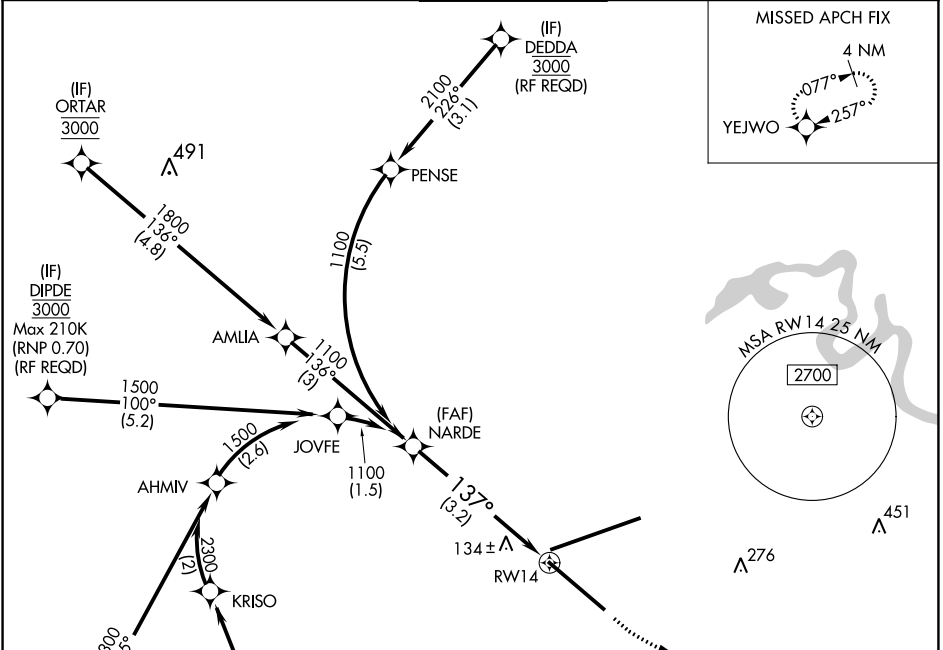 MISSED APCH FIX
4 NM
077°
257°
YEJWO
(IF)
DEDDA
3000
(RF REQD)
2100
226°
(3.1)
PENSE
(IF)
ORTAR
3000
491
1800
136°
(4.8)
1100
(5.5)
(IF)
DIPDE
3000
Max 210K
(RNP 0.70)
(RF REQD)
AMLIA
1100
136°
(3)
1500
100°
(5.2)
(FAF)
NARDE
JOVFE
1500
(2.6)
1100
(1.5)
AHMIV
137°
(3.2)
134±
RW14
2300
(2)
KRISO
MSA RW14 25 NM
2700
451
276